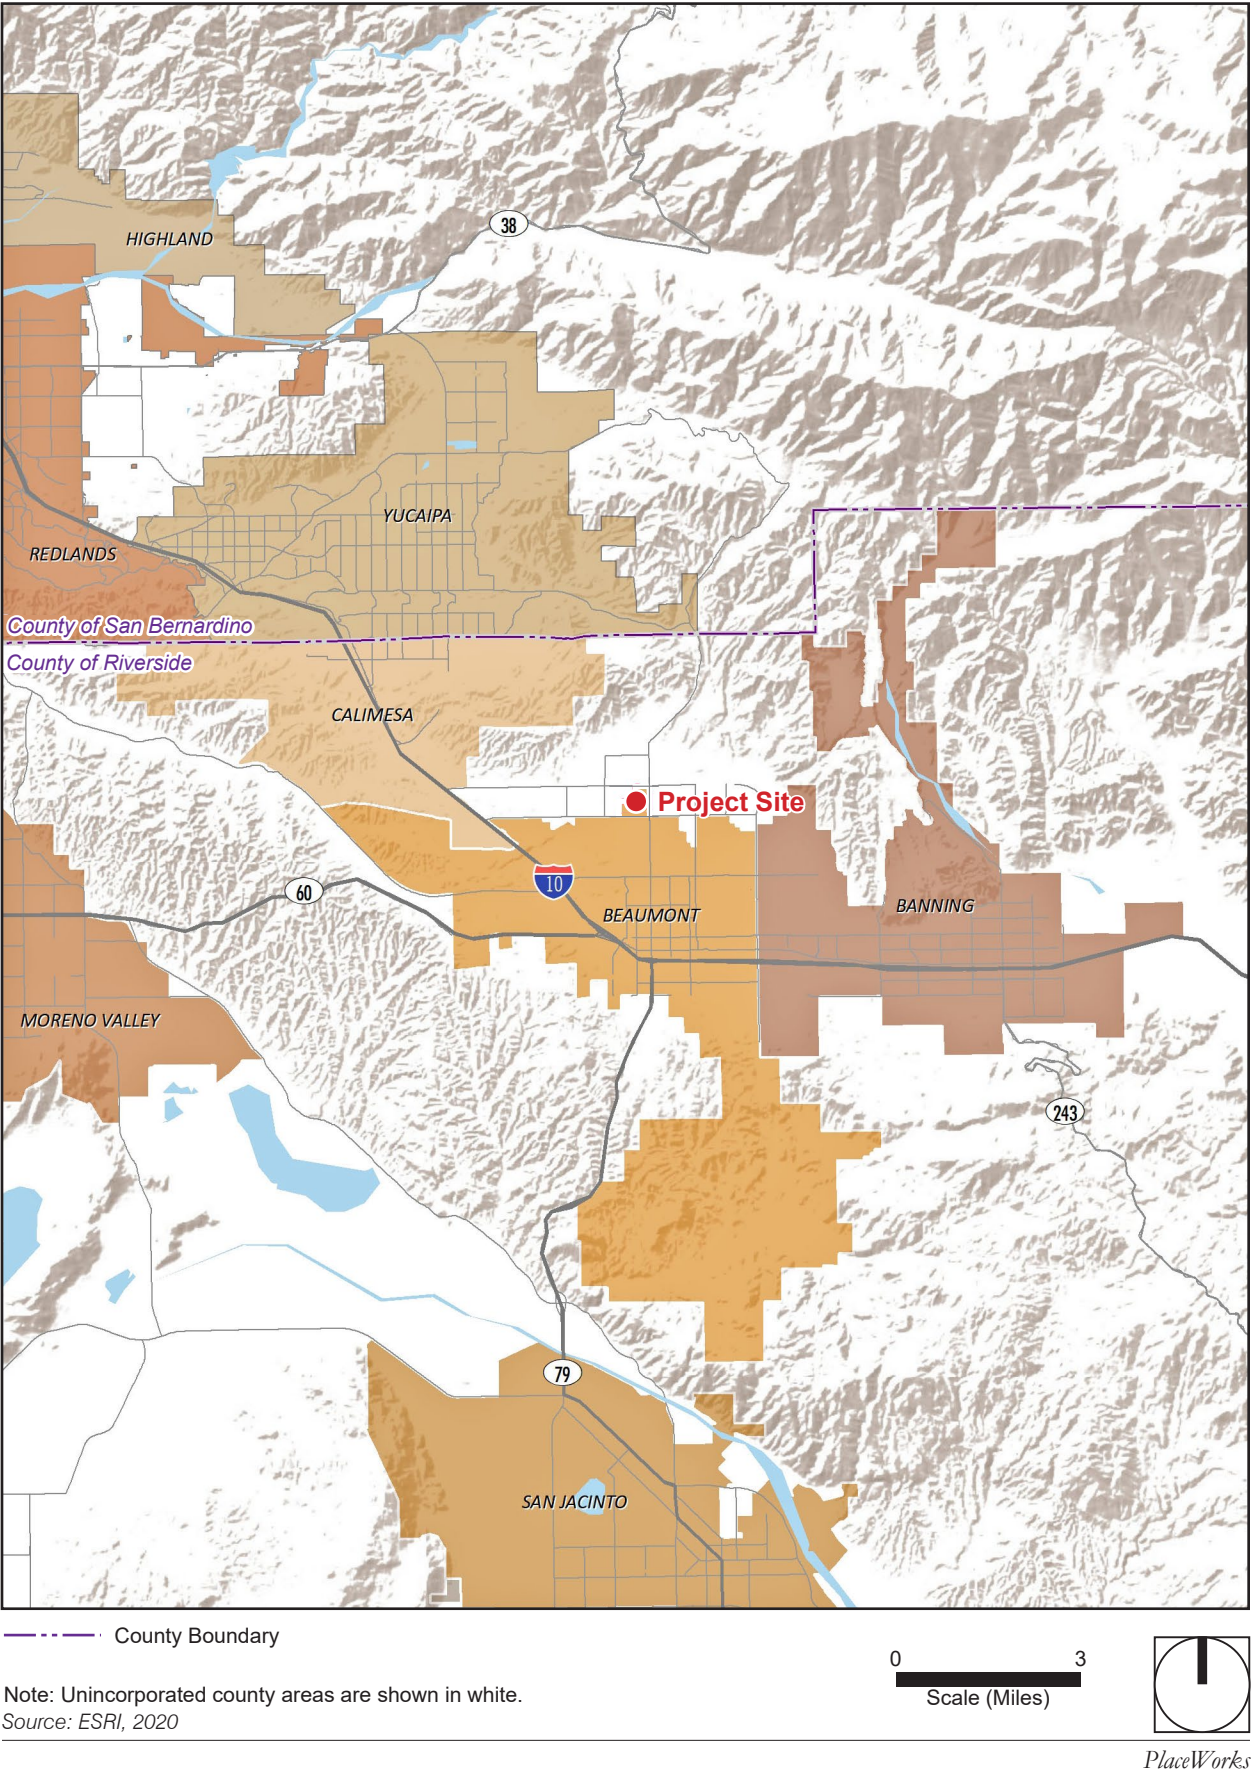 38
HIGHLAND
YUCAIPA
REDLANDS
County of San Bernardino
County of Riverside
CALIMESA
Project Site
10
60
BEAUMONT
BANNING
MORENO VALLEY
243
79
SAN JACINTO
County Boundary
0 3
Scale (Miles)
Note: Unincorporated county areas are shown in white.
Source: ESRI, 2020
PlaceWorks